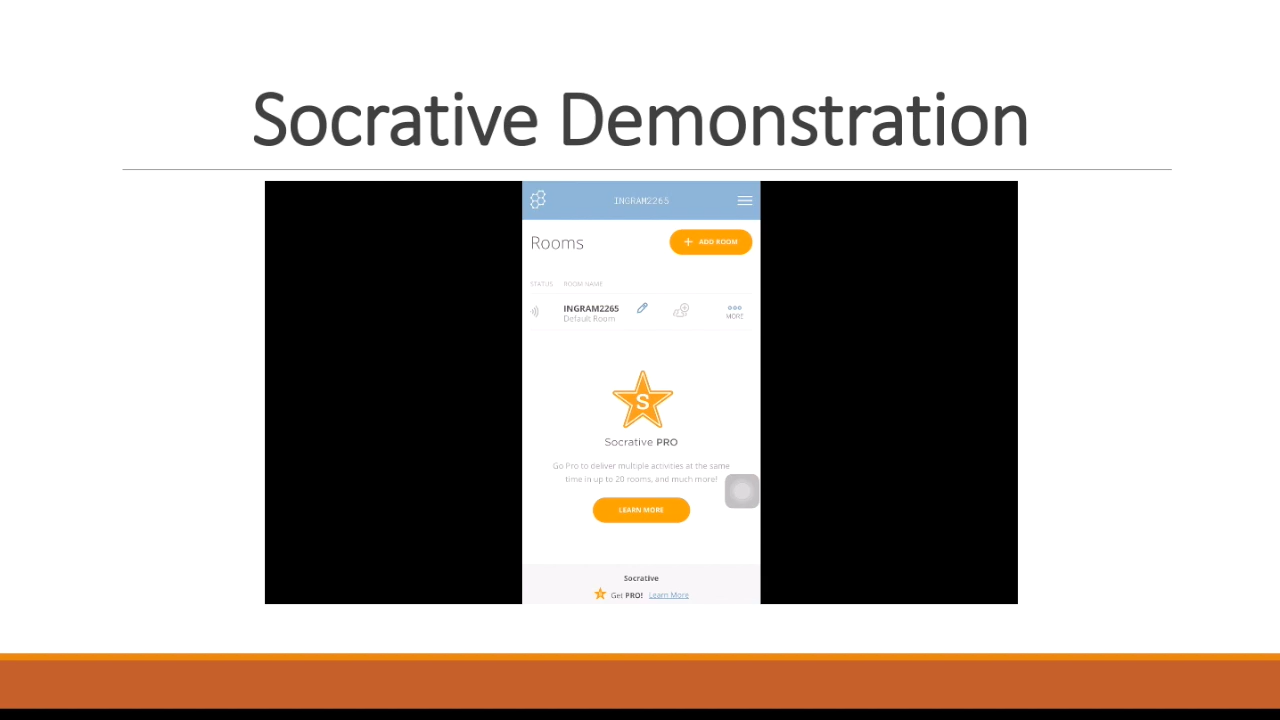 Socrative Demonstration
INGRAM2265
Rooms
+ ADD ROOM
STATUS ROOM NAME
INGRAM2265
Default Room
MORE
S
Socrative PRO
Go Pro to deliver multiple activities at the same
time in up to 20 rooms, and much more!
LEARN MORE
Socrative
Get PRO! Learn More